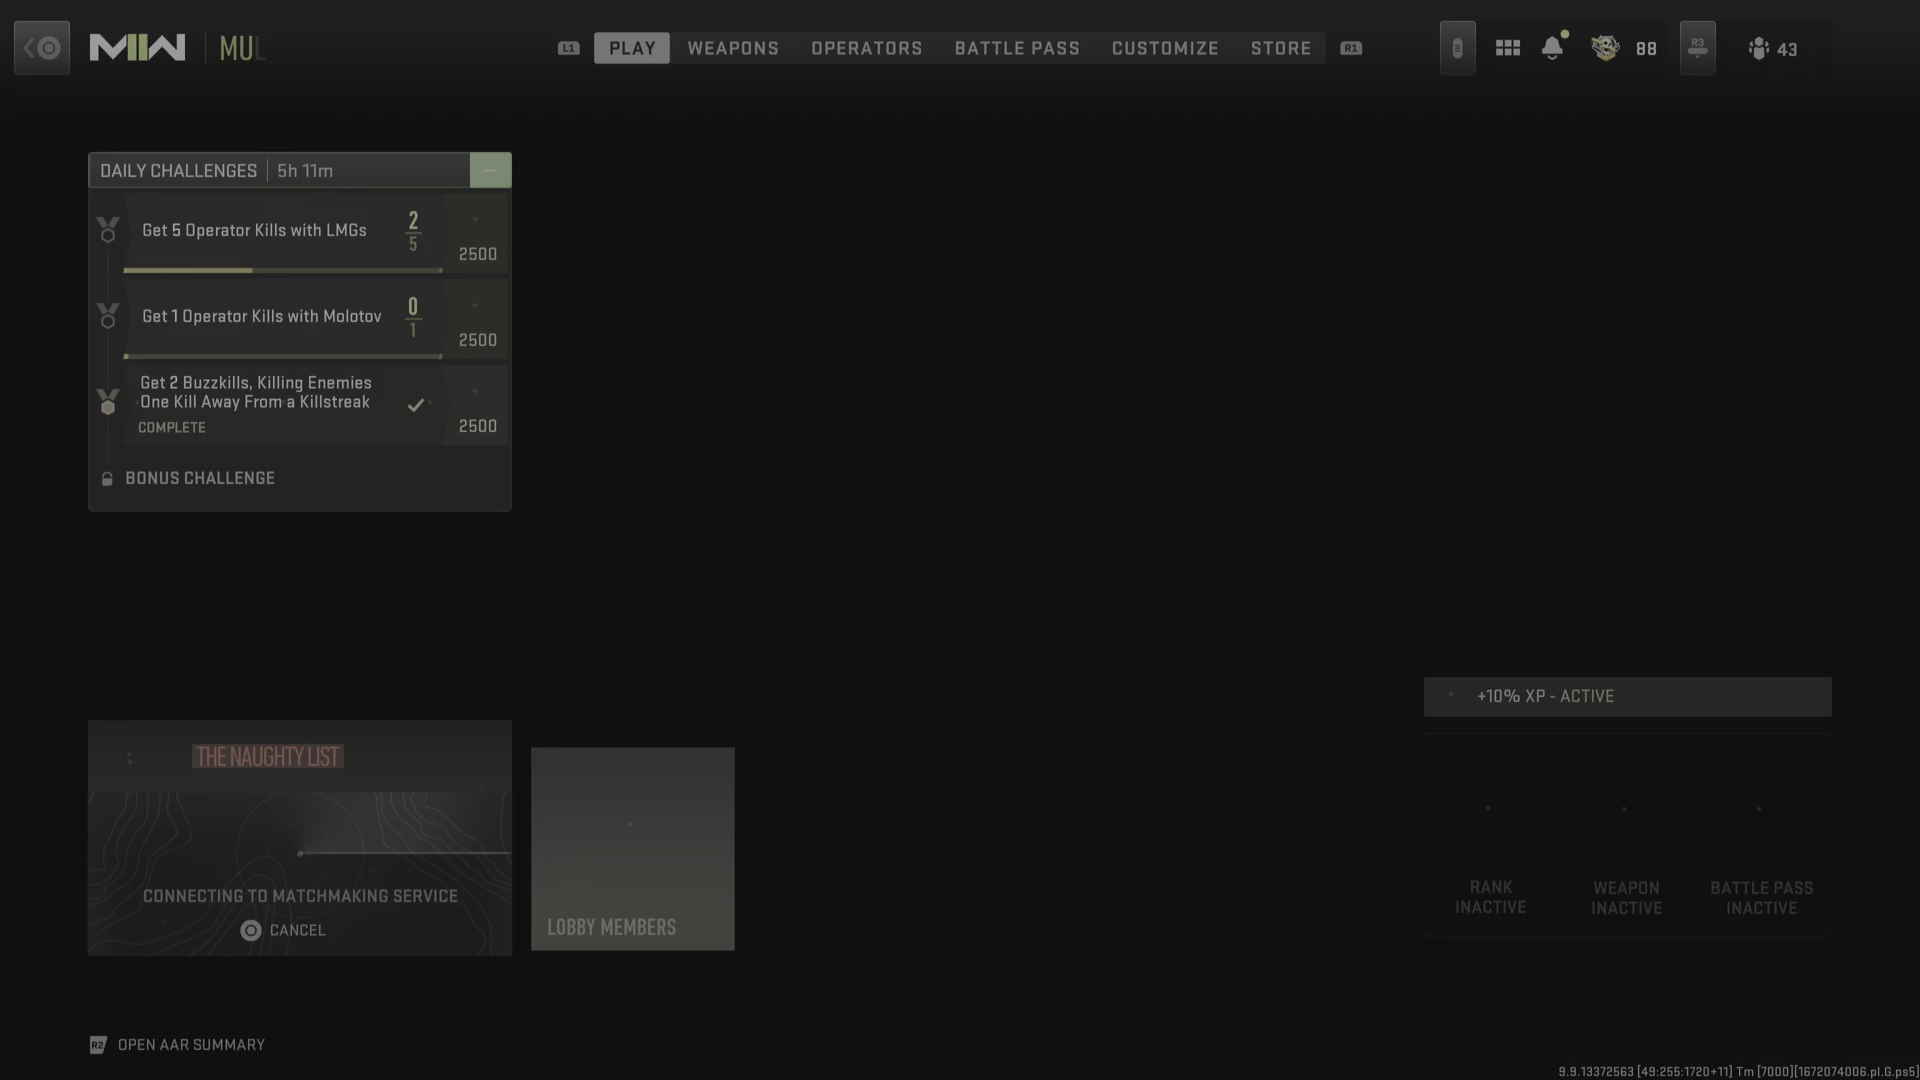 MWII MUL
L1 PLAY WEAPONS OPERATORS BATTLE PASS CUSTOMIZE STORE R1
88 R3 43
DAILY CHALLENGES 5h 11m
Get 5 Operator Kills with LMGs 2/5
2500
Get 1 Operator Kills with Molotov 0/1
2500
Get 2 Buzzkills, Killing Enemies
One Kill Away From a Killstreak
COMPLETE 2500
BONUS CHALLENGE
+10% XP - ACTIVE
THE NAUGHTY LIST
CONNECTING TO MATCHMAKING SERVICE
CANCEL
LOBBY MEMBERS
RANK
INACTIVE
WEAPON
INACTIVE
BATTLE PASS
INACTIVE
R2 OPEN AAR SUMMARY
9.9.13372563 [49:255:1720+11] Tm [7000][1672074006.pl.G.ps5]